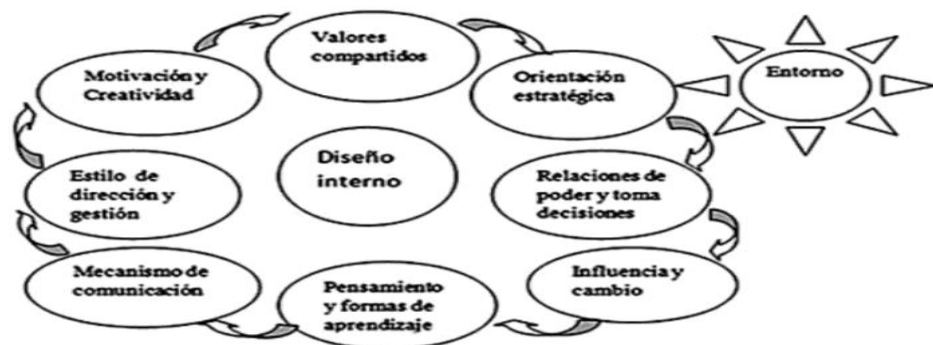 Valores
compartidos
Motivación y
Creatividad
Orientación
estratégica
Entorno
Diseño
interno
Estilo de
dirección y
gestión
Relaciones de
poder y toma
decisiones
Mecanismo de
comunicación
Pensamiento
y formas de
aprendizaje
Influencia y
cambio